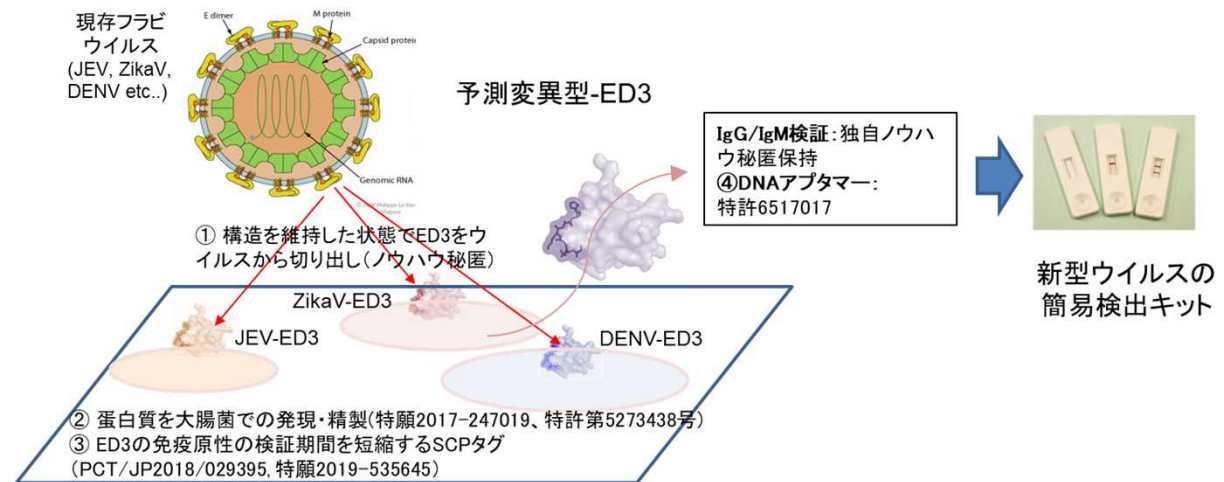 現存フラビ
ウイルス
(JEV, ZikaV,
DENV etc..)
E dimer
M protein
Capsid protein
Genomic RNA
予測変異型-ED3
IgG/IgM検証：独自ノウハ
ウ秘匿保持
④DNAアプタマー：
特許6517017
新型ウイルスの
簡易検出キット
① 構造を維持した状態でED3をウ
イルスから切り出し（ノウハウ秘匿）
ZikaV-ED3
JEV-ED3
DENV-ED3
② 蛋白質を大腸菌での発現・精製(特願2017-247019、特許第5273438号)
③ ED3の免疫原性の検証期間を短縮するSCPタグ
（PCT/JP2018/029395, 特願2019-535645）